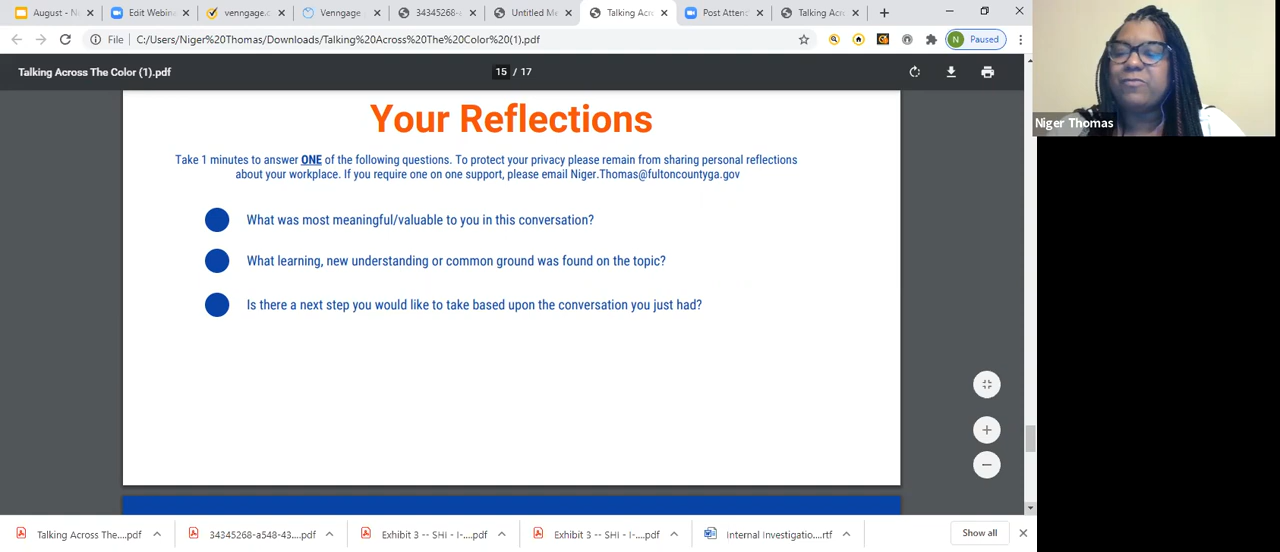 August - N
Edit Webina
venngage.c
Venngage
34345268-
Untitled Me
Talking Acr
Post Attend
Talking Acr
File
C:/Users/Niger%20Thomas/Downloads/Talking%20Across%20The%20Color%20(1).pdf
N
Paused
Talking Across The Color (1).pdf
15 / 17
Niger Thomas
Your Reflections
Take 1 minutes to answer ONE of the following questions. To protect your privacy please remain from sharing personal reflections
about your workplace. If you require one on one support, please email Niger.Thomas@fultoncountyga.gov
What was most meaningful/valuable to you in this conversation?
What learning, new understanding or common ground was found on the topic?
Is there a next step you would like to take based upon the conversation you just had?
Talking Across The....pdf
34345268-a548-43....pdf
Exhibit 3 -- SHI - I-....pdf
Exhibit 3 -- SHI - I-....pdf
Internal Investigatio....rtf
Show all